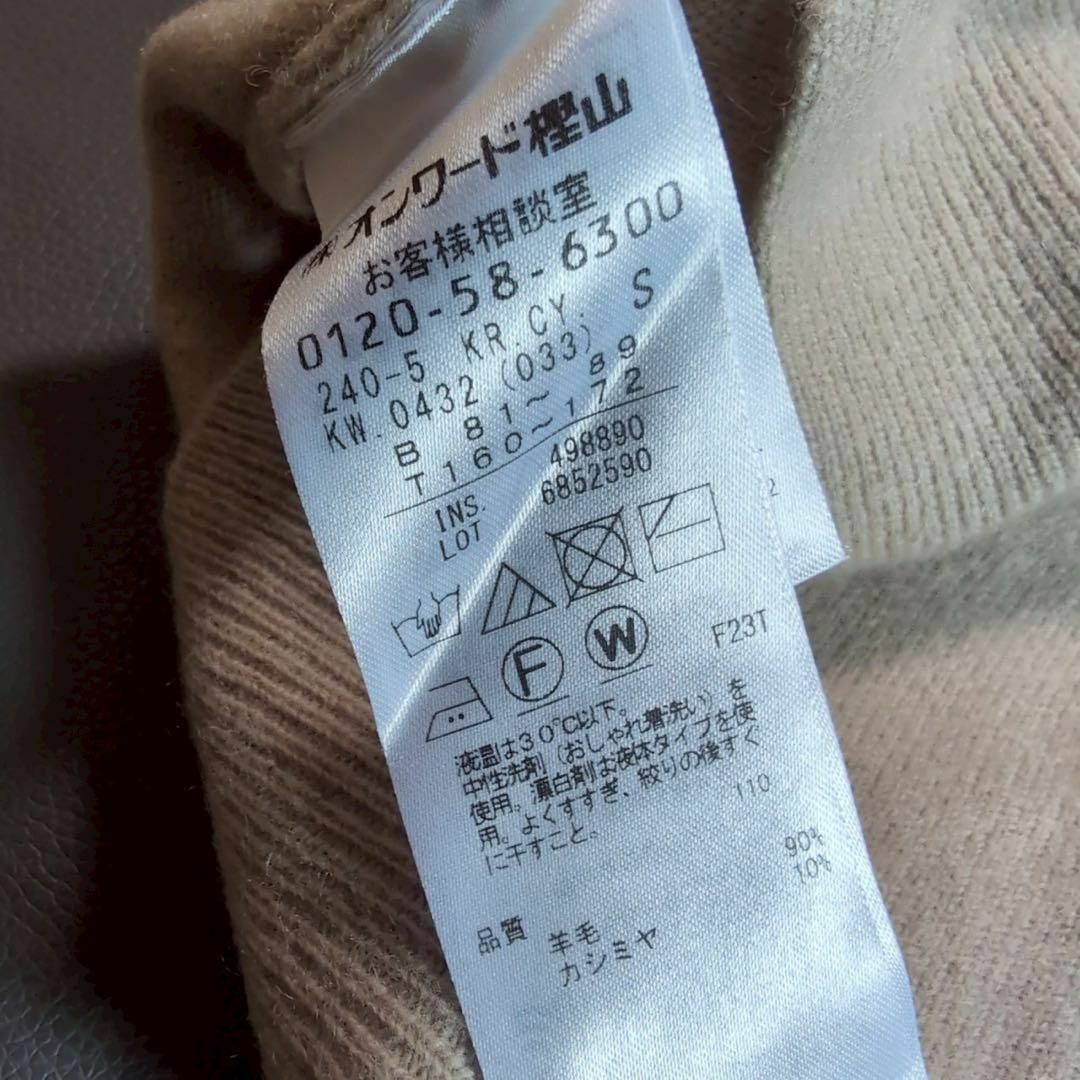 ㈱オンワード樫山
お客様相談室
0120-58-6300
240-5 KR.CY. S
KW.0432 (033)
B 81~89
T 160~172
INS. 498890
LOT 6852590
2
F W F23T
液温は30℃以下。
中性洗剤（おしゃれ着洗い）を
使用。漂白剤は液体タイプを使
用。よくすすぎ、絞りの後すぐ
に干すこと。
110
品質 羊毛 90%
カシミヤ 10%